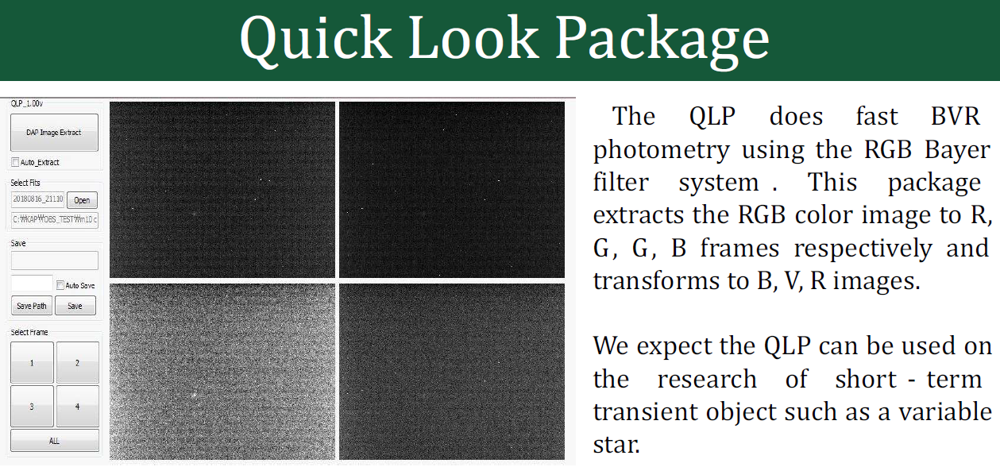 Quick Look Package
QLP_1.00v
DAP Image Extract
Auto_Extract
Select Fits
20180816_21110
Open
C:₩KAP₩OBS_TEST₩m10 c
Save
Auto Save
Save Path
Save
Select Frame
1
2
3
4
ALL
The QLP does fast BVR
photometry using the RGB Bayer
filter system . This package
extracts the RGB color image to R,
G, G, B frames respectively and
transforms to B, V, R images.
We expect the QLP can be used on
the research of short - term
transient object such as a variable
star.